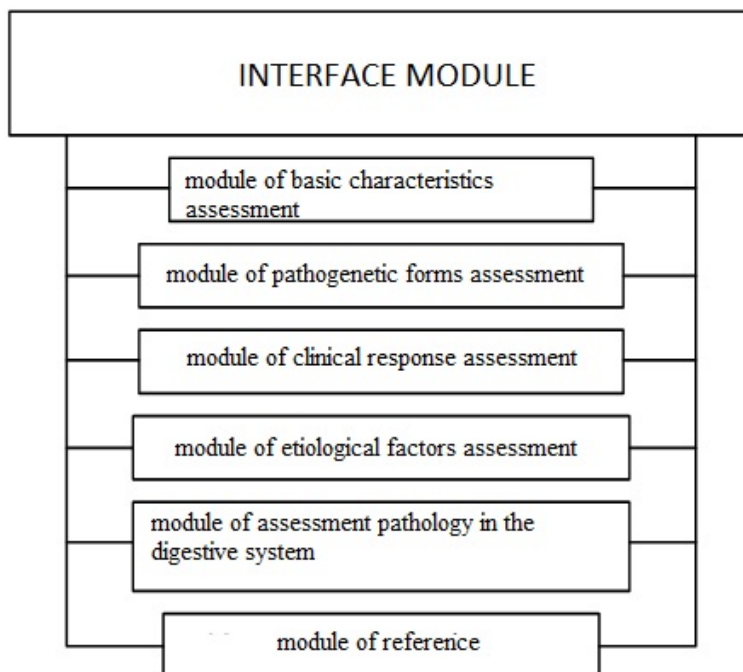 INTERFACE MODULE
module of basic characteristics
assessment
module of pathogenetic forms assessment
module of clinical response assessment
module of etiological factors assessment
module of assessment pathology in the
digestive system
module of reference